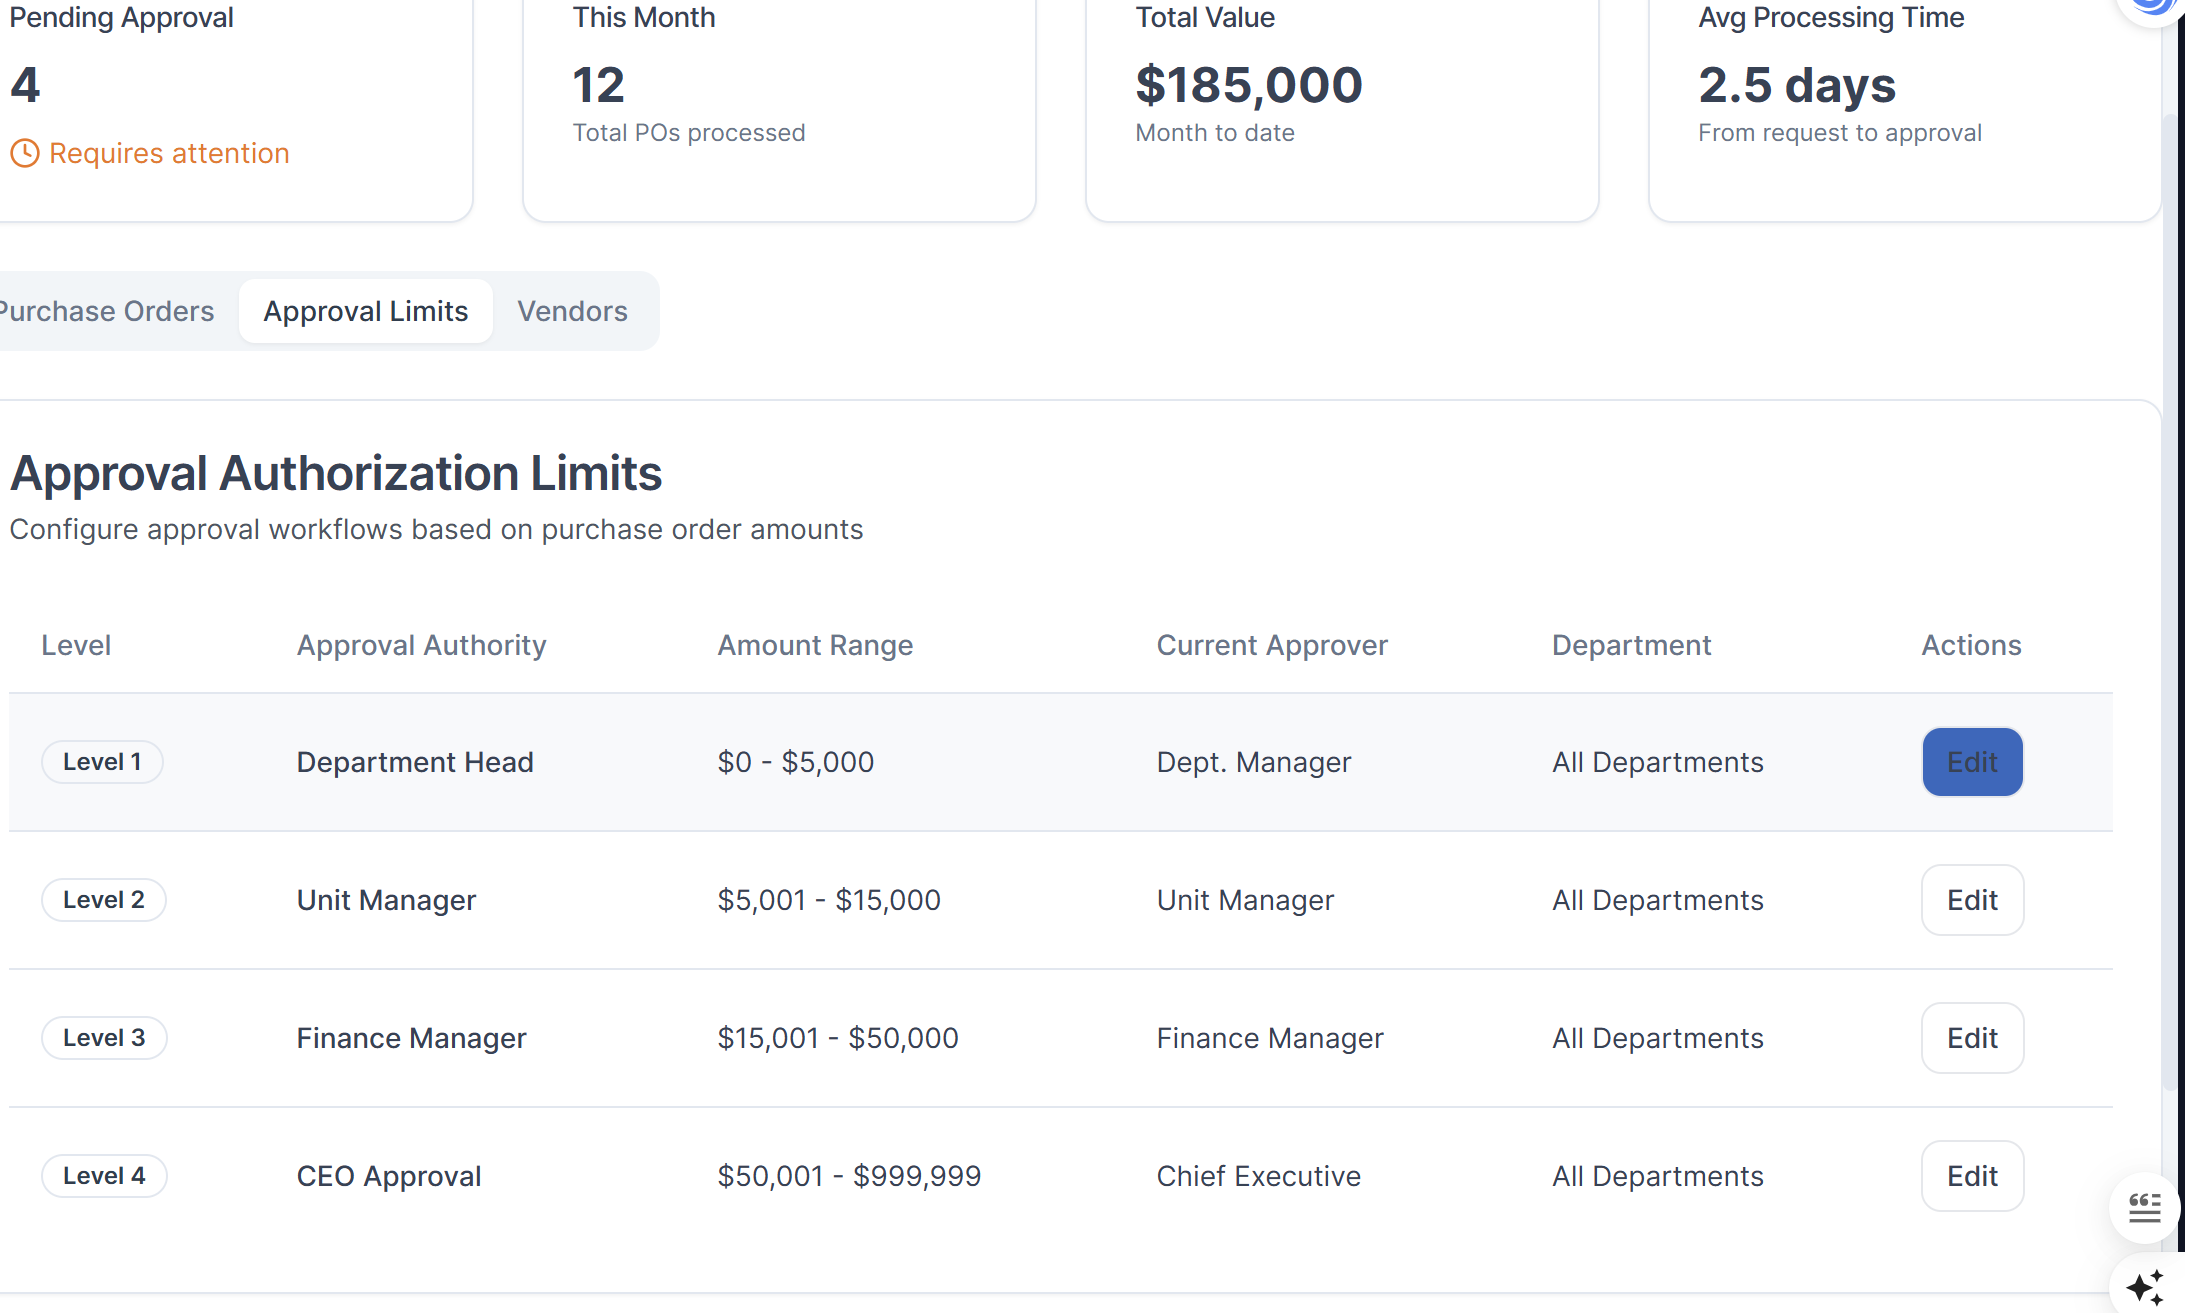 Pending Approval
4
Requires attention
This Month
12
Total POs processed
Total Value
$185,000
Month to date
Avg Processing Time
2.5 days
From request to approval
Purchase Orders
Approval Limits
Vendors
Approval Authorization Limits
Configure approval workflows based on purchase order amounts
Level Approval Authority Amount Range Current Approver Department Actions
Level 1 Department Head $0 - $5,000 Dept. Manager All Departments Edit
Level 2 Unit Manager $5,001 - $15,000 Unit Manager All Departments Edit
Level 3 Finance Manager $15,001 - $50,000 Finance Manager All Departments Edit
Level 4 CEO Approval $50,001 - $999,999 Chief Executive All Departments Edit